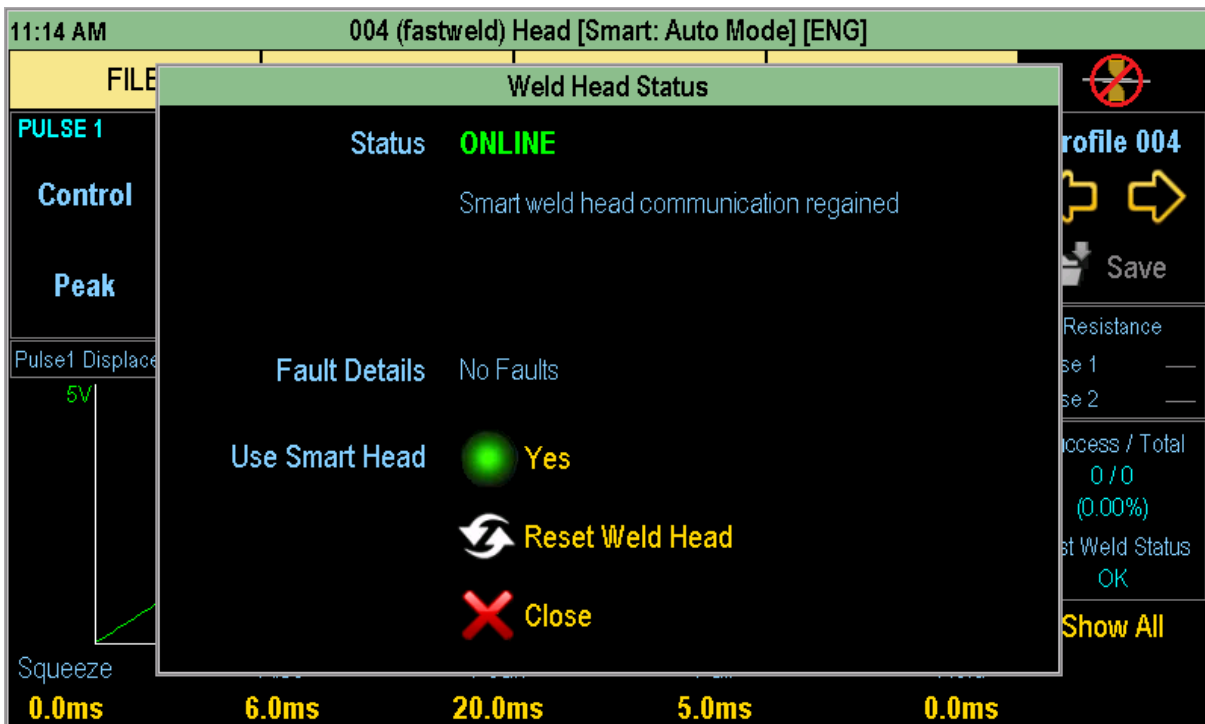 11:14 AM 004 (fastweld) Head [Smart: Auto Mode] [ENG]
FILE
Weld Head Status
PULSE 1
Status ONLINE
rofile 004
Control
Smart weld head communication regained
Save
Peak
Resistance
Pulse1 Displace
Fault Details No Faults
se 1 —
5V
se 2 —
Use Smart Head Yes
ccess / Total
0 / 0
(0.00%)
Reset Weld Head
st Weld Status
OK
Close
Show All
Squeeze
0.0ms 6.0ms 20.0ms 5.0ms 0.0ms